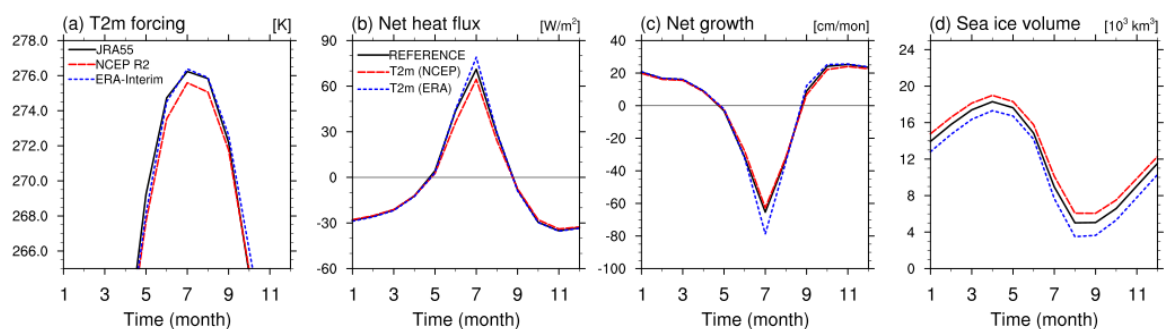 (a) T2m forcing [K]
278.0
276.0
274.0
272.0
270.0
268.0
266.0
JRA55
NCEP R2
ERA-Interim
1 3 5 7 9 11
Time (month)
(b) Net heat flux [W/m²]
90
60
30
0
-30
-60
REFERENCE
T2m (NCEP)
T2m (ERA)
1 3 5 7 9 11
Time (month)
(c) Net growth [cm/mon]
40
20
0
-20
-40
-60
-80
-100
1 3 5 7 9 11
Time (month)
(d) Sea ice volume [10³ km³]
24
20
16
12
8
4
0
1 3 5 7 9 11
Time (month)